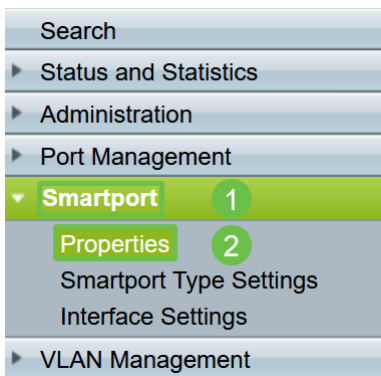 Search
Status and Statistics
Administration
Port Management
Smartport 1
Properties 2
Smartport Type Settings
Interface Settings
VLAN Management